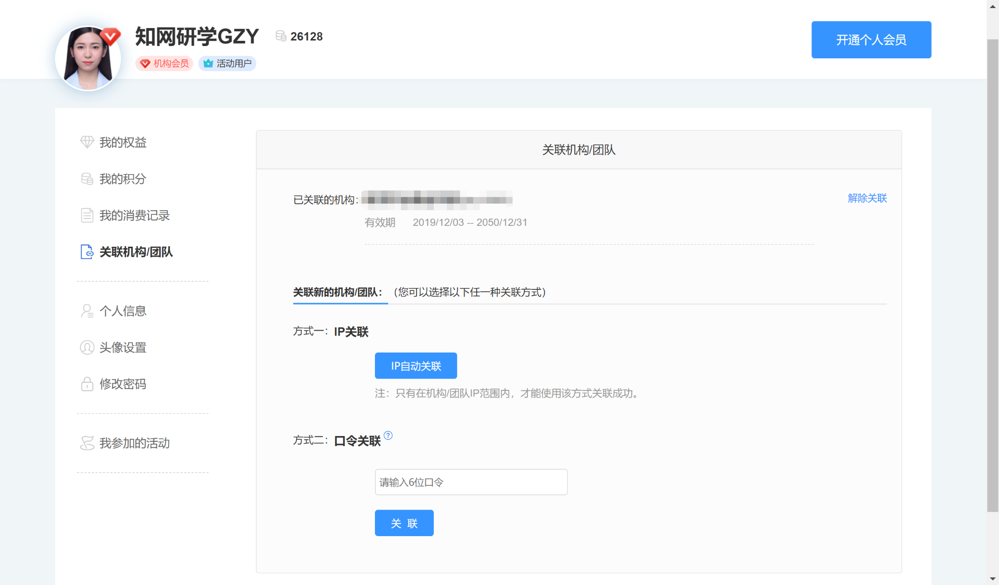 知网研学GZY 26128
机构会员 活动用户
开通个人会员
我的权益
我的积分
我的消费记录
关联机构/团队
个人信息
头像设置
修改密码
我参加的活动
关联机构/团队
已关联的机构:
解除关联
有效期 2019/12/03 -- 2050/12/31
关联新的机构/团队：（您可以选择以下任一种关联方式）
方式一：IP关联
IP自动关联
注：只有在机构/团队IP范围内，才能使用该方式关联成功。
方式二：口令关联 ?
请输入6位口令
关 联